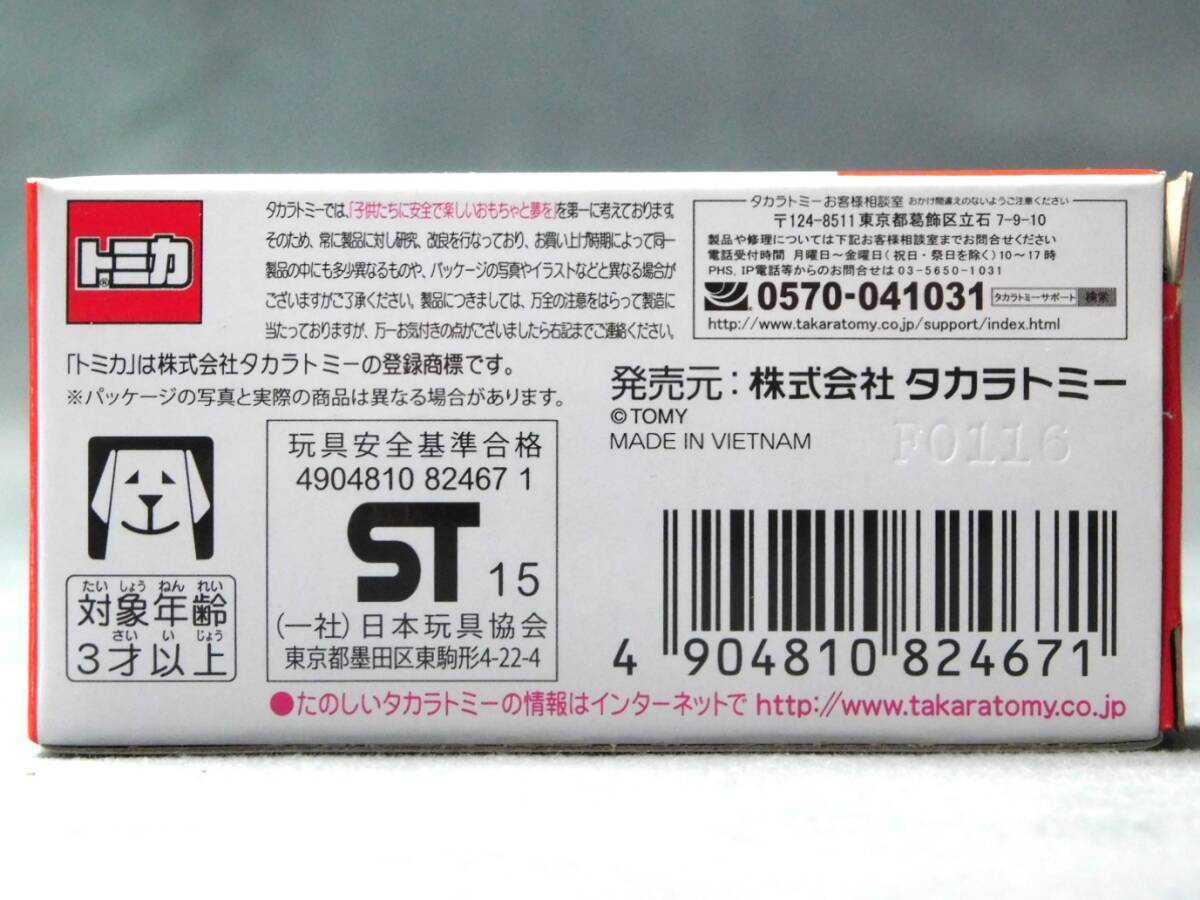 トミカ®
タカラトミーでは、「子供たちに安全で楽しいおもちゃと夢を」を第一に考えております。
そのため、常に製品に対し研究、改良を行なっており、お買い上げ時期によって同一
製品の中にも多少異なるものや、パッケージの写真やイラストなどと異なる場合が
ございますがご了承ください。製品につきましては、万全の注意をはらって製造に
当たっておりますが、万一お気付きの点がございましたら右記までご連絡ください。
タカラトミーお客様相談室 おかけ間違えのないようご注意ください
〒124-8511 東京都葛飾区立石 7-9-10
製品や修理については下記お客様相談室までお問合せください
電話受付時間 月曜日〜金曜日(祝日・祭日を除く)10〜17時
PHS, IP電話等からのお問合せは 03-5650-1031
0570-041031 タカラトミーサポート 検索
http://www.takaratomy.co.jp/support/index.html
「トミカ」は株式会社タカラトミーの登録商標です。
※パッケージの写真と実際の商品は異なる場合があります。
発売元:株式会社 タカラトミー
©TOMY
MADE IN VIETNAM
F0116
たい しょう ねん れい
対象年齢
さい い じょう
3才以上
玩具安全基準合格
4904810 82467 1
ST 15
(一社)日本玩具協会
東京都墨田区東駒形4-22-4
4 904810 824671
●たのしいタカラトミーの情報はインターネットで http://www.takaratomy.co.jp